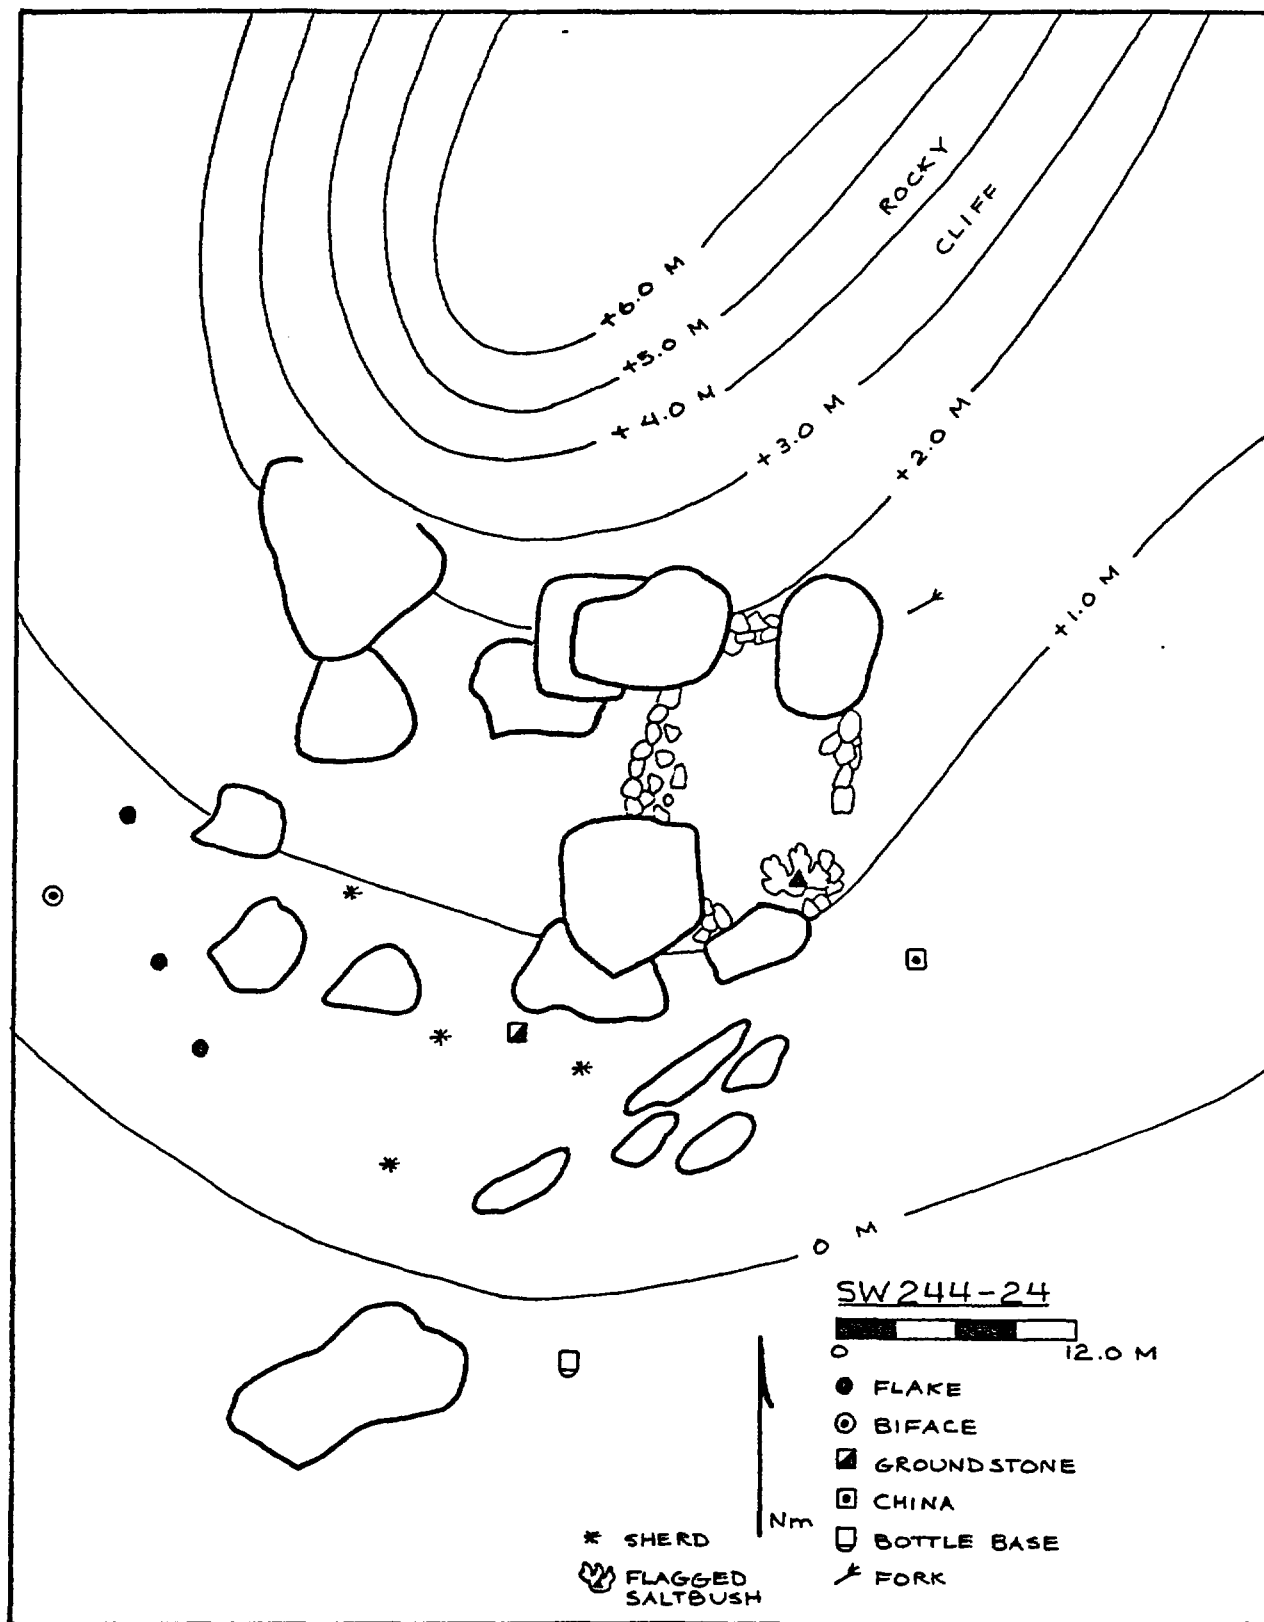 ROCKY
CLIFF
+6.0 M
+5.0 M
+4.0 M
+3.0 M
+2.0 M
+1.0 M
0 M
SW244-24
0 12.0 M
FLAKE
BIFACE
GROUNDSTONE
CHINA
BOTTLE BASE
FORK
Nm
SHERD
FLAGGED
SALTBUSH